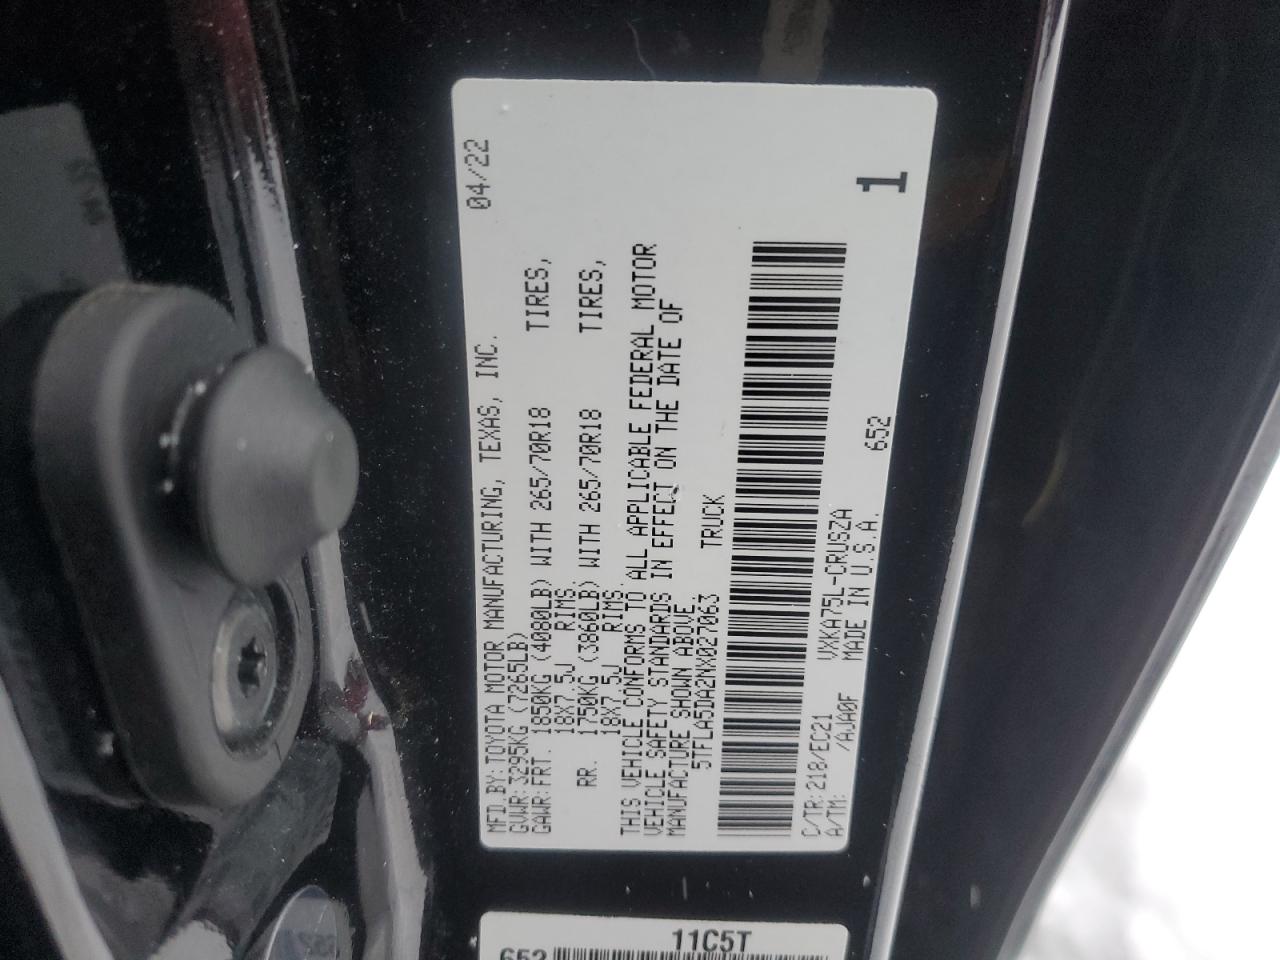 04/22
MFD.BY:TOYOTA MOTOR MANUFACTURING, TEXAS, INC.
GVWR:3295KG (7265LB)
GAWR:FRT. 1850KG (4080LB) WITH 265/70R18 TIRES,
18X7.5J RIMS,
RR. 1750KG (3860LB) WITH 265/70R18 TIRES,
18X7.5J RIMS.
THIS VEHICLE CONFORMS TO ALL APPLICABLE FEDERAL MOTOR
VEHICLE SAFETY STANDARDS IN EFFECT ON THE DATE OF
MANUFACTURE SHOWN ABOVE.
5TFLA5DA2NX027063 TRUCK
C/TR:218/EC21 VXKA75L-CRUSZA 652
A/TM: /AJA0F MADE IN U.S.A.
1
11C5T
652